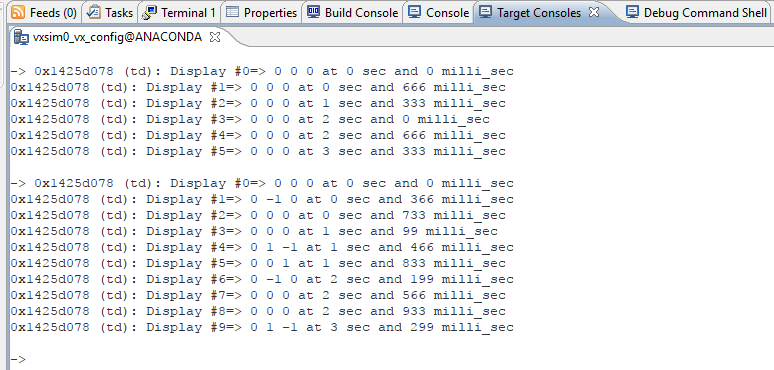 Feeds (0) Tasks Terminal 1 Properties Build Console Console Target Consoles Debug Command Shell
vxsim0_vx_config@ANACONDA
-> 0x1425d078 (td): Display #0=> 0 0 0 at 0 sec and 0 milli_sec
0x1425d078 (td): Display #1=> 0 0 0 at 0 sec and 666 milli_sec
0x1425d078 (td): Display #2=> 0 0 0 at 1 sec and 333 milli_sec
0x1425d078 (td): Display #3=> 0 0 0 at 2 sec and 0 milli_sec
0x1425d078 (td): Display #4=> 0 0 0 at 2 sec and 666 milli_sec
0x1425d078 (td): Display #5=> 0 0 0 at 3 sec and 333 milli_sec
-> 0x1425d078 (td): Display #0=> 0 0 0 at 0 sec and 0 milli_sec
0x1425d078 (td): Display #1=> 0 -1 0 at 0 sec and 366 milli_sec
0x1425d078 (td): Display #2=> 0 0 0 at 0 sec and 733 milli_sec
0x1425d078 (td): Display #3=> 0 0 0 at 1 sec and 99 milli_sec
0x1425d078 (td): Display #4=> 0 1 -1 at 1 sec and 466 milli_sec
0x1425d078 (td): Display #5=> 0 0 1 at 1 sec and 833 milli_sec
0x1425d078 (td): Display #6=> 0 -1 0 at 2 sec and 199 milli_sec
0x1425d078 (td): Display #7=> 0 0 0 at 2 sec and 566 milli_sec
0x1425d078 (td): Display #8=> 0 0 0 at 2 sec and 933 milli_sec
0x1425d078 (td): Display #9=> 0 1 -1 at 3 sec and 299 milli_sec
->